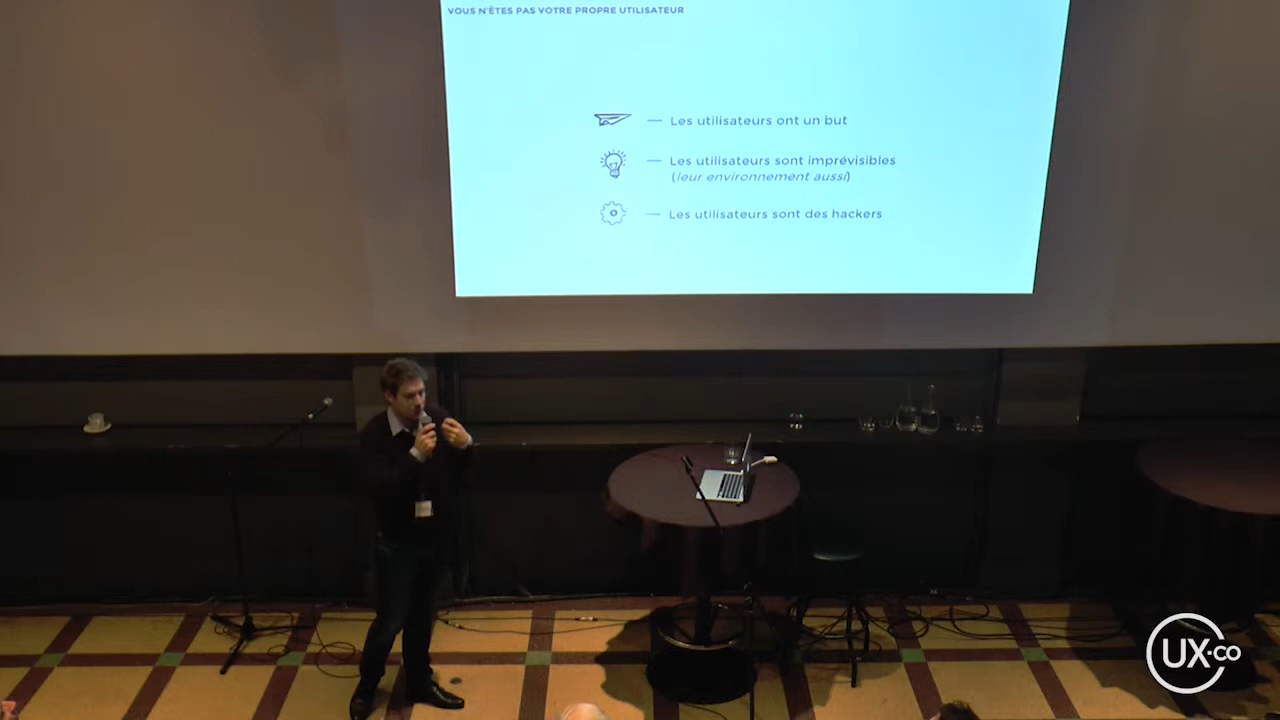 VOUS N'ÊTES PAS VOTRE PROPRE UTILISATEUR
— Les utilisateurs ont un but
— Les utilisateurs sont imprévisibles
(leur environnement aussi)
— Les utilisateurs sont des hackers
UX-co